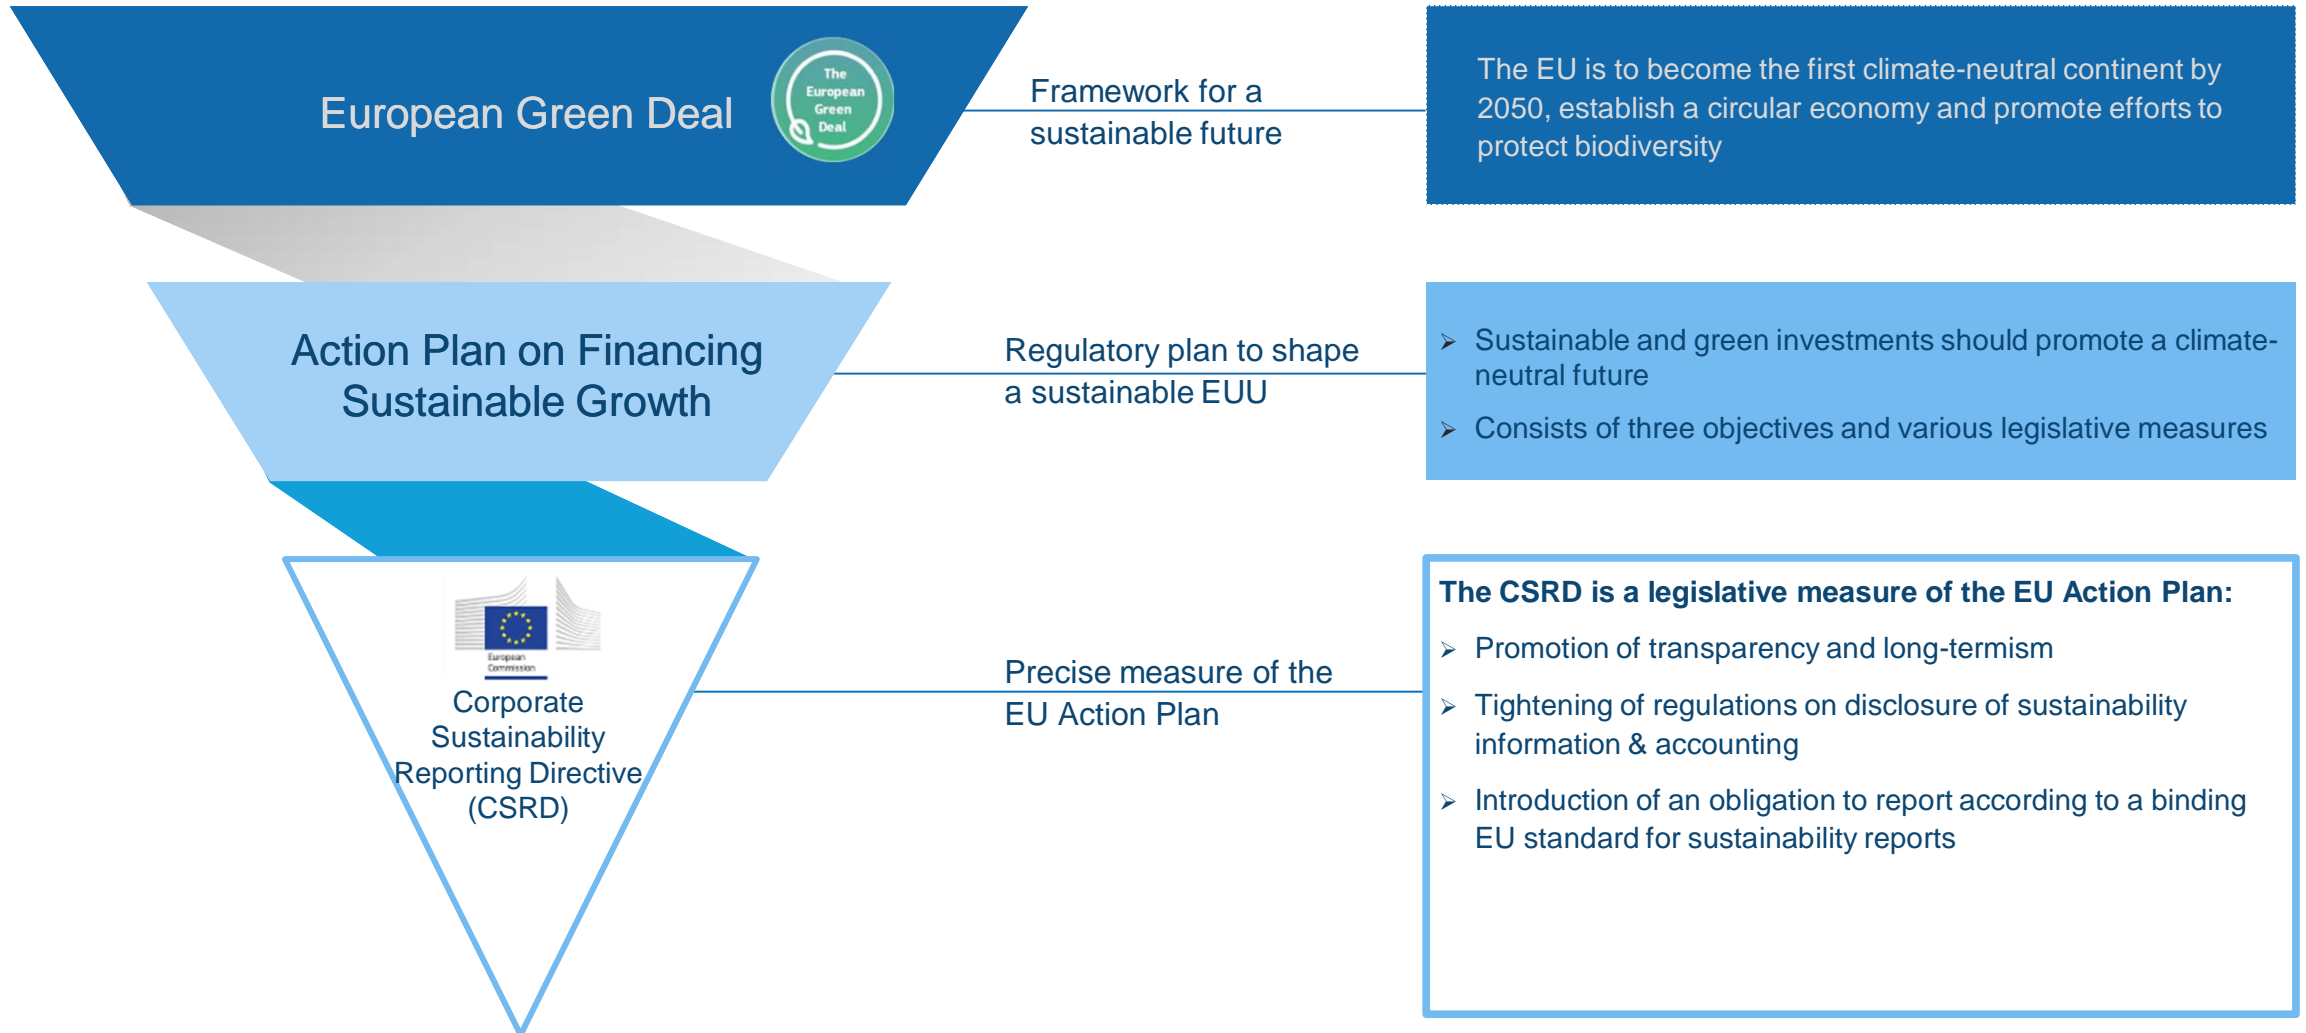 European Green Deal
The
European
Green
Deal
Framework for a
sustainable future
The EU is to become the first climate-neutral continent by
2050, establish a circular economy and promote efforts to
protect biodiversity
Action Plan on Financing
Sustainable Growth
Regulatory plan to shape
a sustainable EUU
➢ Sustainable and green investments should promote a climate-
neutral future
➢ Consists of three objectives and various legislative measures
European
Commission
Corporate
Sustainability
Reporting Directive
(CSRD)
Precise measure of the
EU Action Plan
The CSRD is a legislative measure of the EU Action Plan:
➢ Promotion of transparency and long-termism
➢ Tightening of regulations on disclosure of sustainability
information & accounting
➢ Introduction of an obligation to report according to a binding
EU standard for sustainability reports